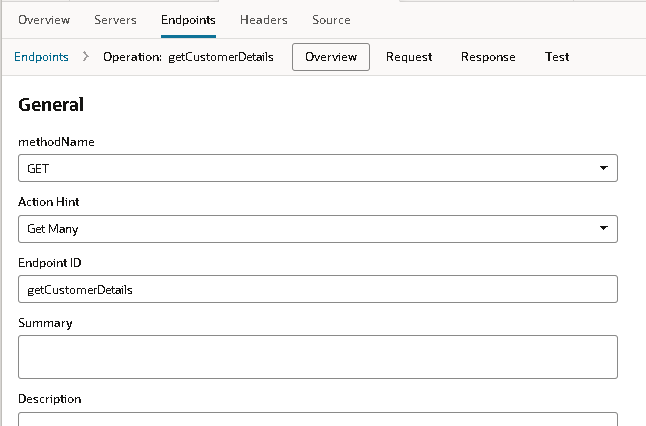 Overview Servers Endpoints Headers Source
Endpoints > Operation: getCustomerDetails Overview Request Response Test
General
methodName
GET
Action Hint
Get Many
Endpoint ID
getCustomerDetails
Summary
Description